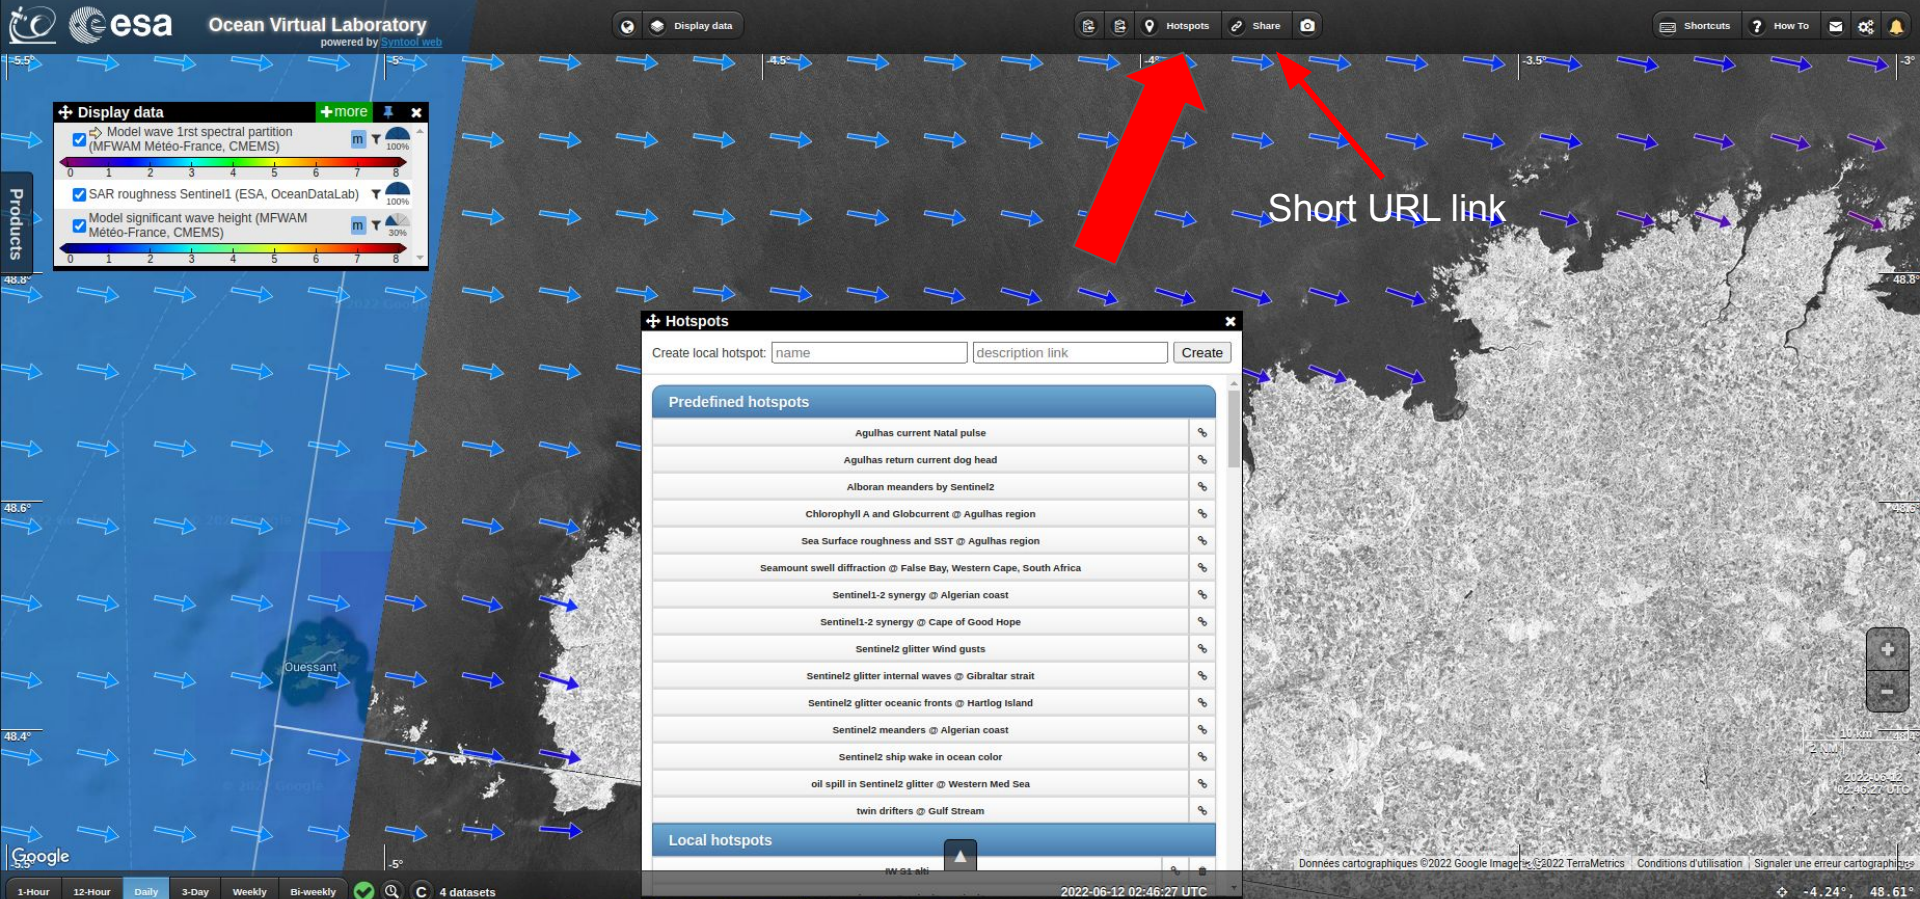 esa
Ocean Virtual Laboratory
powered by Syntool web
Display data
Hotspots
Share
Shortcuts
? How To
-5.5°
-5°
-4.5°
-4°
-3.5°
-3°
Display data
+more
Model wave 1rst spectral partition
(MFWAM Météo-France, CMEMS)
m
100%
0 1 2 3 4 5 6 7 8
SAR roughness Sentinel1 (ESA, OceanDataLab)
100%
Model significant wave height (MFWAM
Météo-France, CMEMS)
m
30%
0 1 2 3 4 5 6 7 8
Products
Short URL link
48.8°
48.8°
Hotspots
Create local hotspot: name description link Create
Predefined hotspots
Agulhas current Natal pulse
Agulhas return current dog head
Alboran meanders by Sentinel2
Chlorophyll A and Globcurrent @ Agulhas region
Sea Surface roughness and SST @ Agulhas region
Seamount swell diffraction @ False Bay, Western Cape, South Africa
Sentinel1-2 synergy @ Algerian coast
Sentinel1-2 synergy @ Cape of Good Hope
Sentinel2 glitter Wind gusts
Sentinel2 glitter internal waves @ Gibraltar strait
Sentinel2 glitter oceanic fronts @ Hartlog Island
Sentinel2 meanders @ Algerian coast
Sentinel2 ship wake in ocean color
oil spill in Sentinel2 glitter @ Western Med Sea
twin drifters @ Gulf Stream
Local hotspots
IW S1 alti
48.6°
48.6°
Ouessant
48.4°
10 km
2 NM
2022-06-12
02:46:27 UTC
Google
-5.5°
-5°
Données cartographiques ©2022 Google Imagerie ©2022 TerraMetrics
Conditions d'utilisation
Signaler une erreur cartographique
1-Hour
12-Hour
Daily
3-Day
Weekly
Bi-weekly
C
4 datasets
2022-06-12 02:46:27 UTC
-4.24°, 48.61°